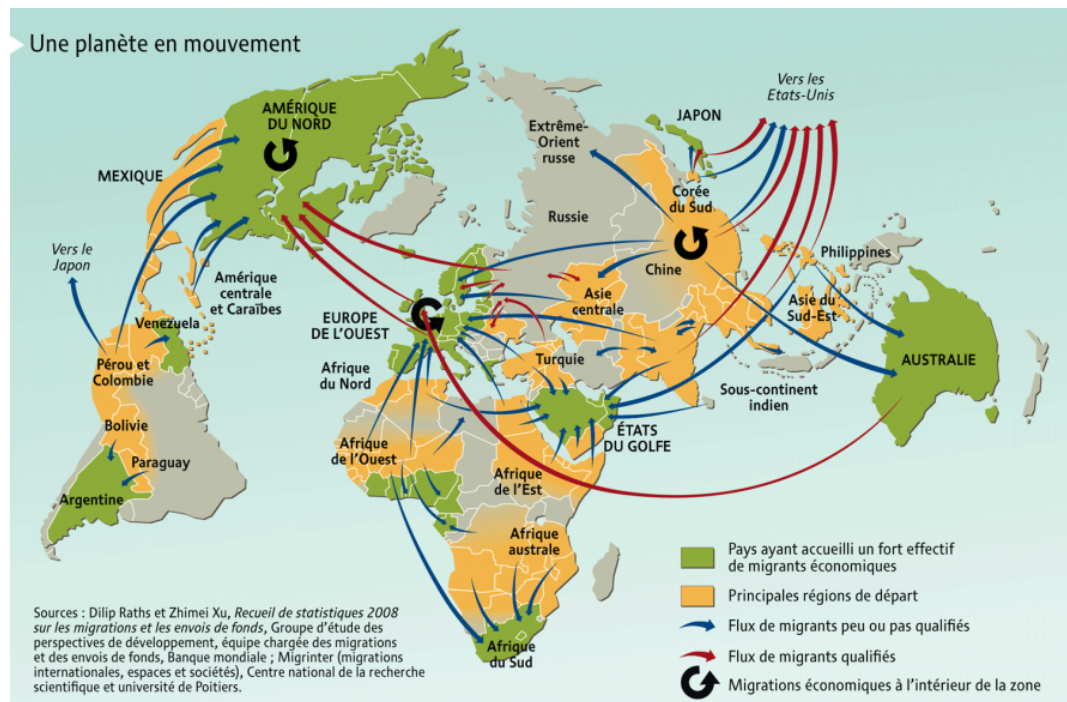 Une planète en mouvement
AMÉRIQUE
DU NORD
MEXIQUE
Vers le
Japon
Amérique
centrale
et Caraïbes
Venezuela
Pérou et
Colombie
Bolivie
Paraguay
Argentine
EUROPE
DE L'OUEST
Afrique
du Nord
Afrique
de l'Ouest
Afrique
de l'Est
Afrique
australe
Afrique
du Sud
Turquie
ÉTATS
DU GOLFE
Asie
centrale
Russie
Extrême-
Orient
russe
JAPON
Vers les
Etats-Unis
Corée
du Sud
Chine
Philippines
Asie du
Sud-Est
Sous-continent
indien
AUSTRALIE
Pays ayant accueilli un fort effectif
de migrants économiques
Principales régions de départ
Flux de migrants peu ou pas qualifiés
Flux de migrants qualifiés
Migrations économiques à l'intérieur de la zone
Sources : Dilip Raths et Zhimei Xu, Recueil de statistiques 2008
sur les migrations et les envois de fonds, Groupe d'étude des
perspectives de développement, équipe chargée des migrations
et des envois de fonds, Banque mondiale ; Migrinter (migrations
internationales, espaces et sociétés), Centre national de la recherche
scientifique et université de Poitiers.